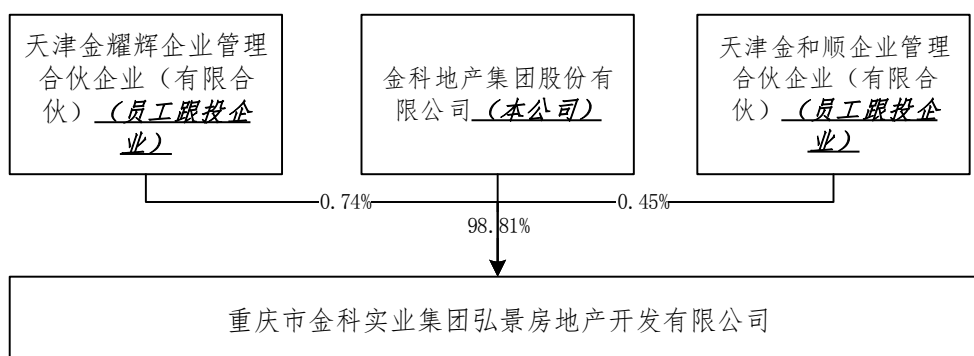 天津金耀辉企业管理
合伙企业（有限合
伙）（员工跟投企
业）
金科地产集团股份有
限公司（本公司）
天津金和顺企业管理
合伙企业（有限合
伙）（员工跟投企
业）
0.74%
0.45%
98.81%
重庆市金科实业集团弘景房地产开发有限公司